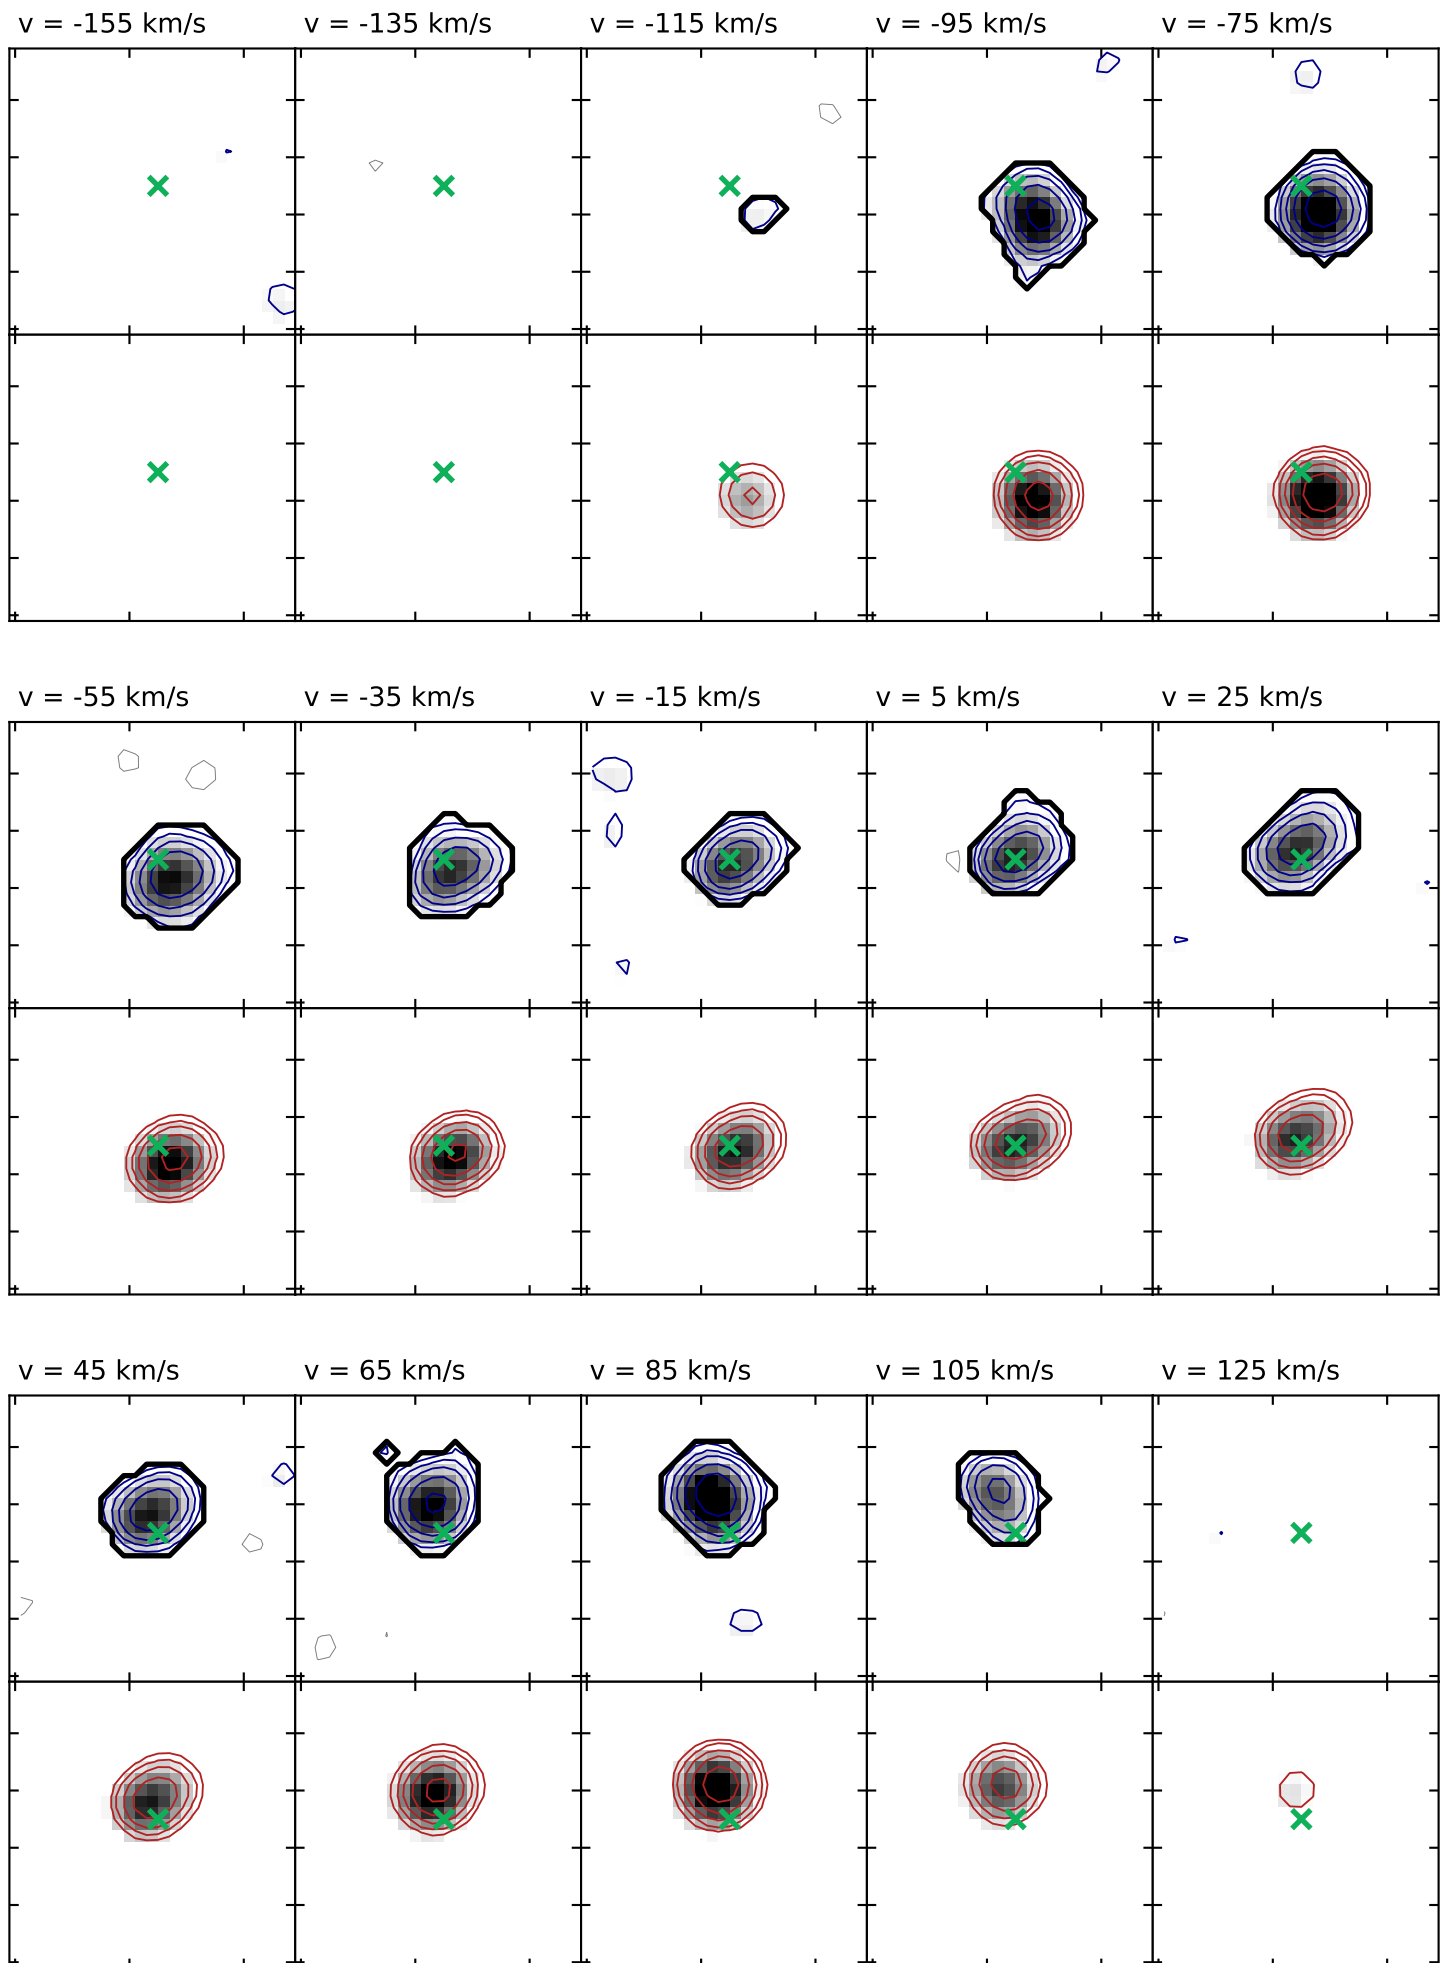 v = -155 km/s
v = -135 km/s
v = -115 km/s
v = -95 km/s
v = -75 km/s
v = -55 km/s
v = -35 km/s
v = -15 km/s
v = 5 km/s
v = 25 km/s
v = 45 km/s
v = 65 km/s
v = 85 km/s
v = 105 km/s
v = 125 km/s